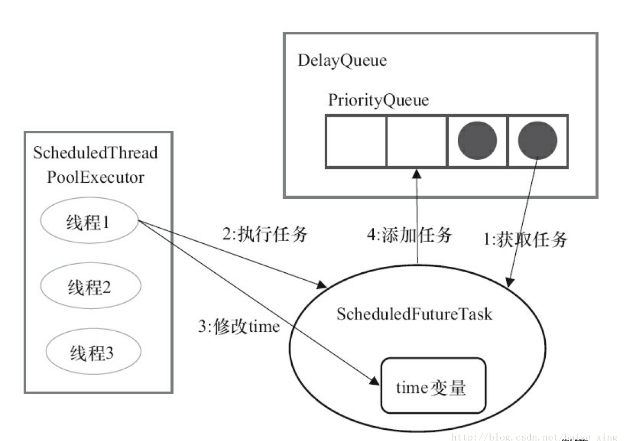 DelayQueue
PriorityQueue
ScheduledThread
PoolExecutor
线程1
线程2
线程3
2:执行任务
4:添加任务
1:获取任务
3:修改time
ScheduledFutureTask
time变量